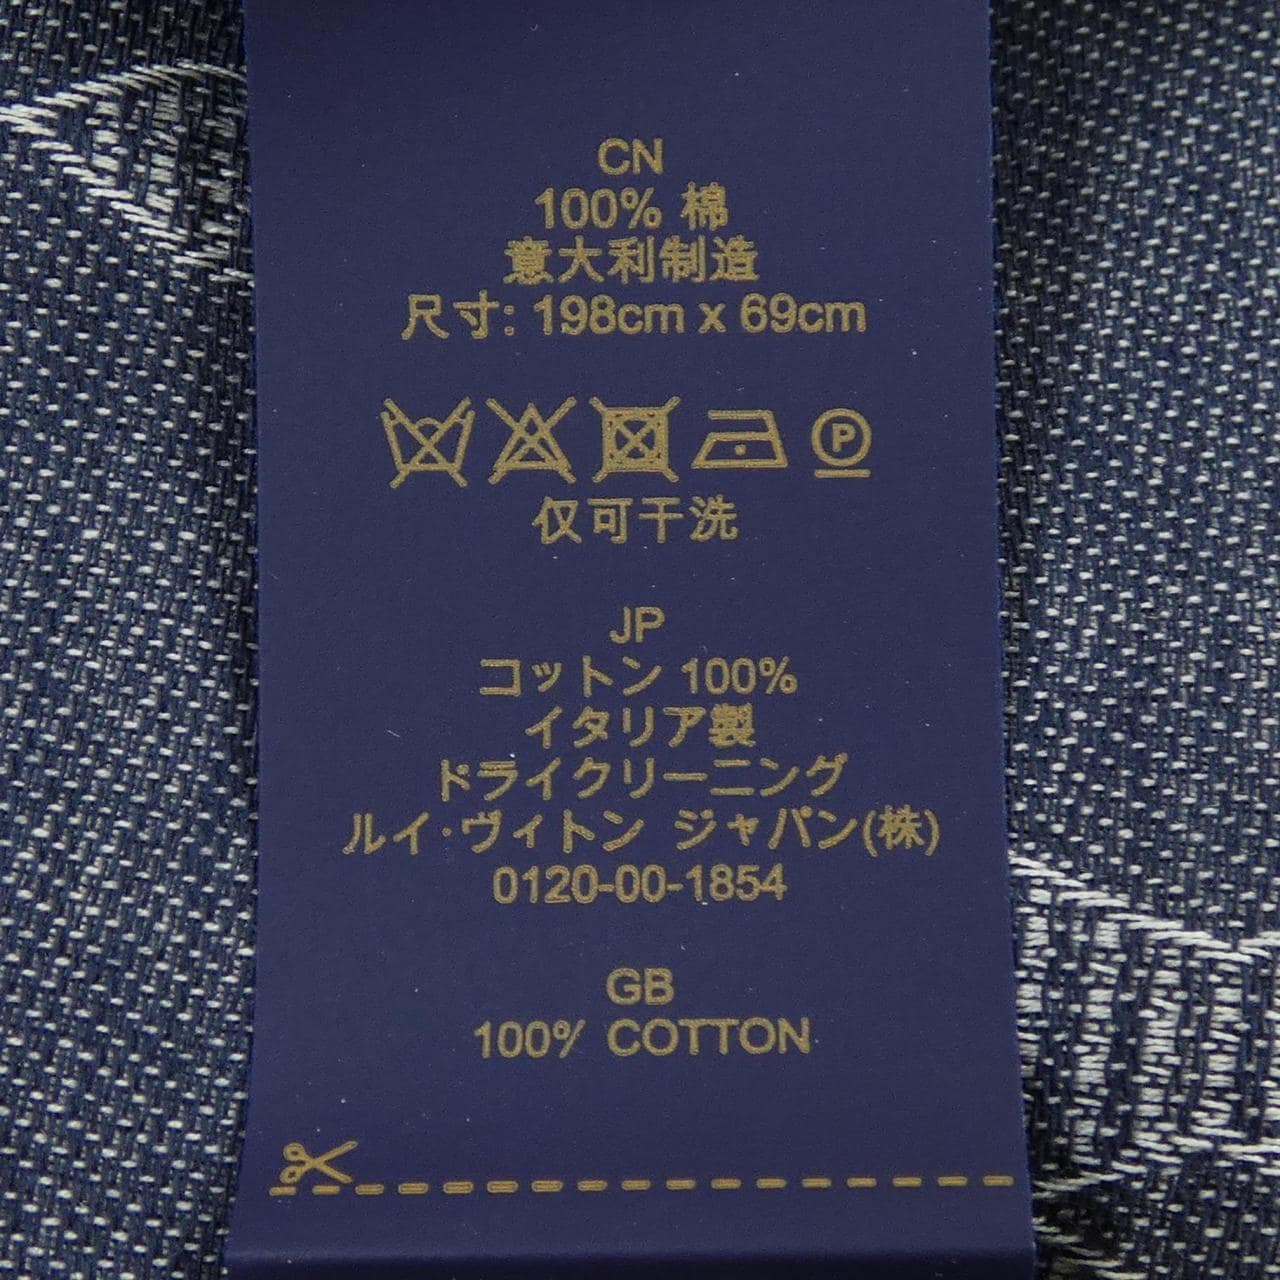 CN
100% 棉
意大利制造
尺寸: 198cm x 69cm
P
仅可干洗
JP
コットン 100%
イタリア製
ドライクリーニング
ルイ・ヴィトン ジャパン(株)
0120-00-1854
GB
100% COTTON